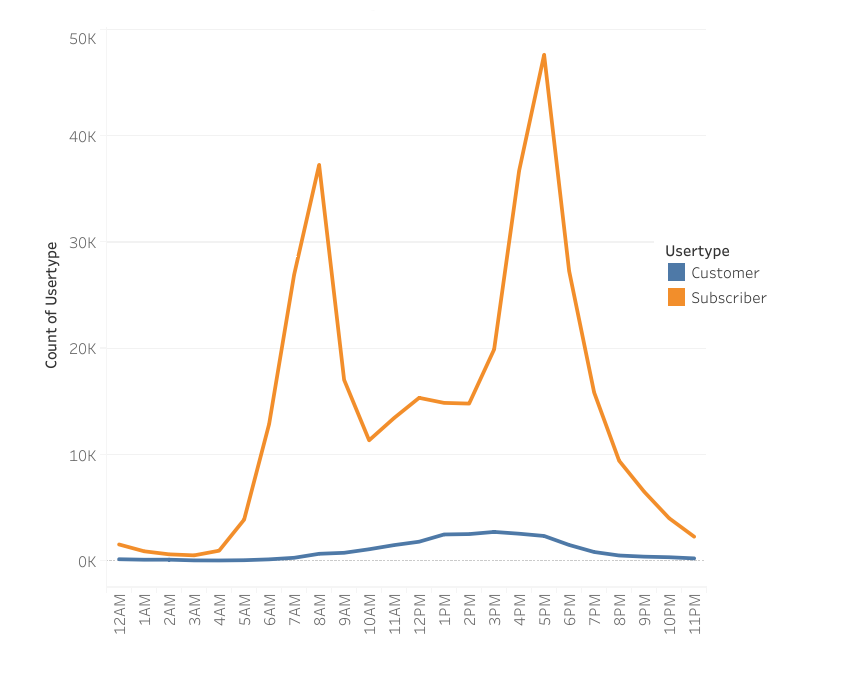 50K
40K
30K
20K
10K
0K
Count of Usertype
Usertype
Customer
Subscriber
12AM
1AM
2AM
3AM
4AM
5AM
6AM
7AM
8AM
9AM
10AM
11AM
12PM
1PM
2PM
3PM
4PM
5PM
6PM
7PM
8PM
9PM
10PM
11PM